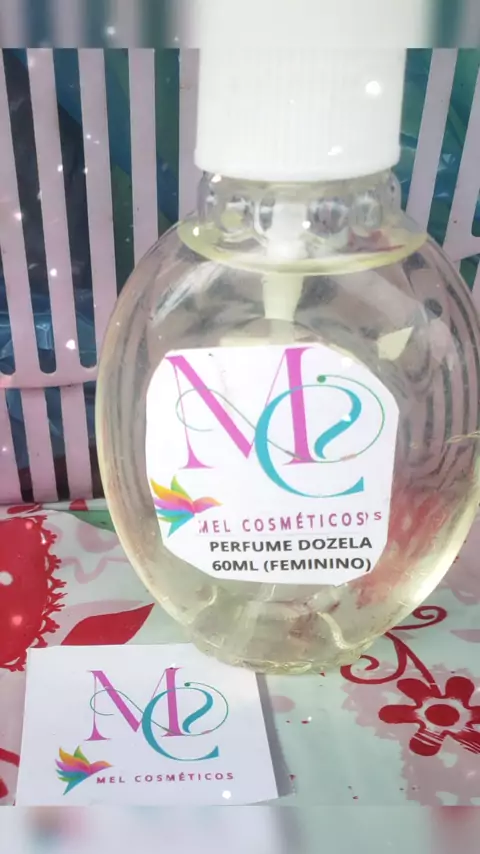 MC
MEL COSMÉTICOS'S
PERFUME DOZELA
60ML (FEMININO)
MC
MEL COSMÉTICOS